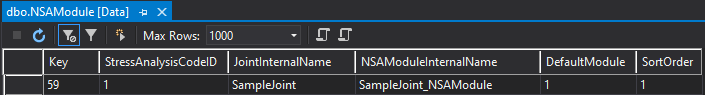 dbo.NSAModule [Data]
Max Rows: 1000
Key StressAnalysisCodeID JointInternalName NSAModuleInternalName DefaultModule SortOrder
59 1 SampleJoint SampleJoint_NSAModule 1 1